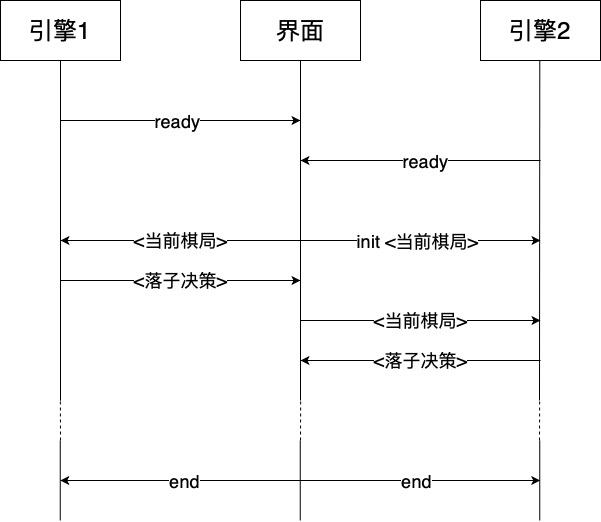 引擎1
界面
引擎2
ready
ready
<当前棋局>
init <当前棋局>
<落子决策>
<当前棋局>
<落子决策>
end
end